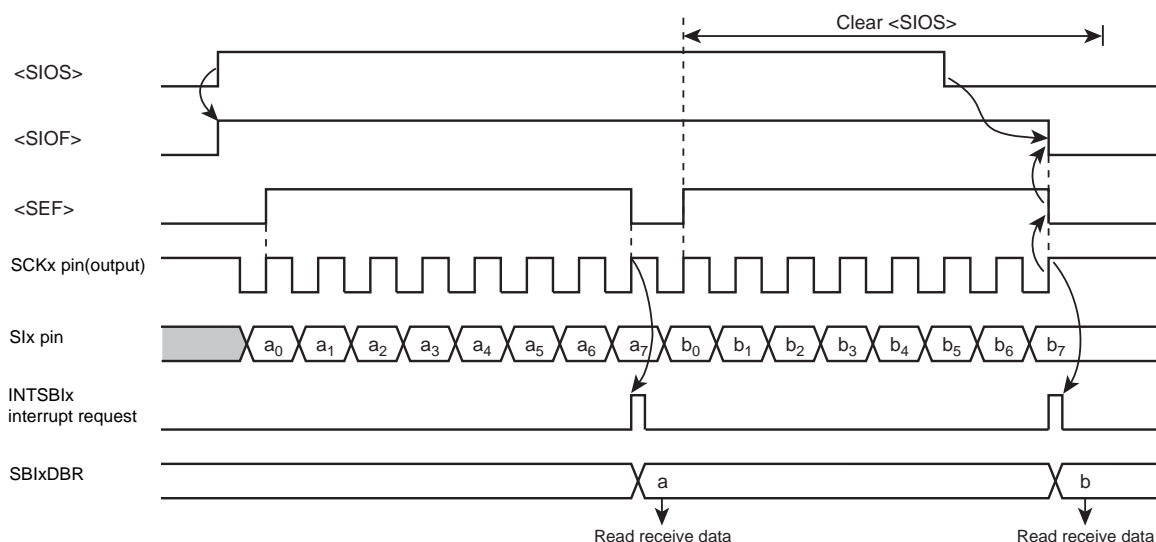 Clear <SIOS>
<SIOS>
<SIOF>
<SEF>
SCKx pin(output)
SIx pin
a0 a1 a2 a3 a4 a5 a6 a7 b0 b1 b2 b3 b4 b5 b6 b7
INTSBIx
interrupt request
SBIxDBR
a b
Read receive data Read receive data